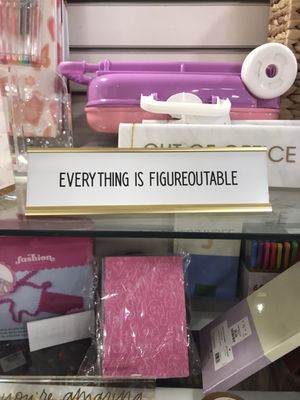 OUT OF OFFICE
EVERYTHING IS FIGUREOUTABLE
fashion
you're amazing